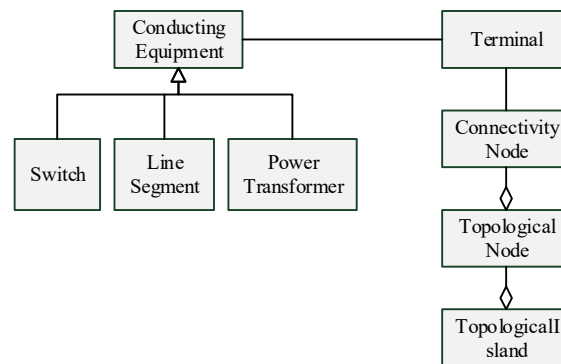 Conducting
Equipment
Terminal
Switch
Line
Segment
Power
Transformer
Connectivity
Node
Topological
Node
TopologicalI
sland